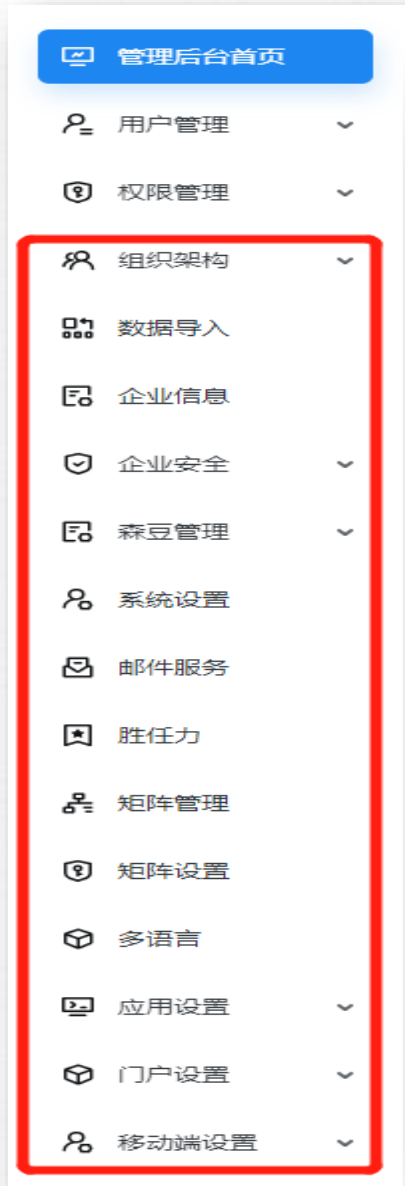 管理后台首页
用户管理
权限管理
组织架构
数据导入
企业信息
企业安全
森豆管理
系统设置
邮件服务
胜任力
矩阵管理
矩阵设置
多语言
应用设置
门户设置
移动端设置